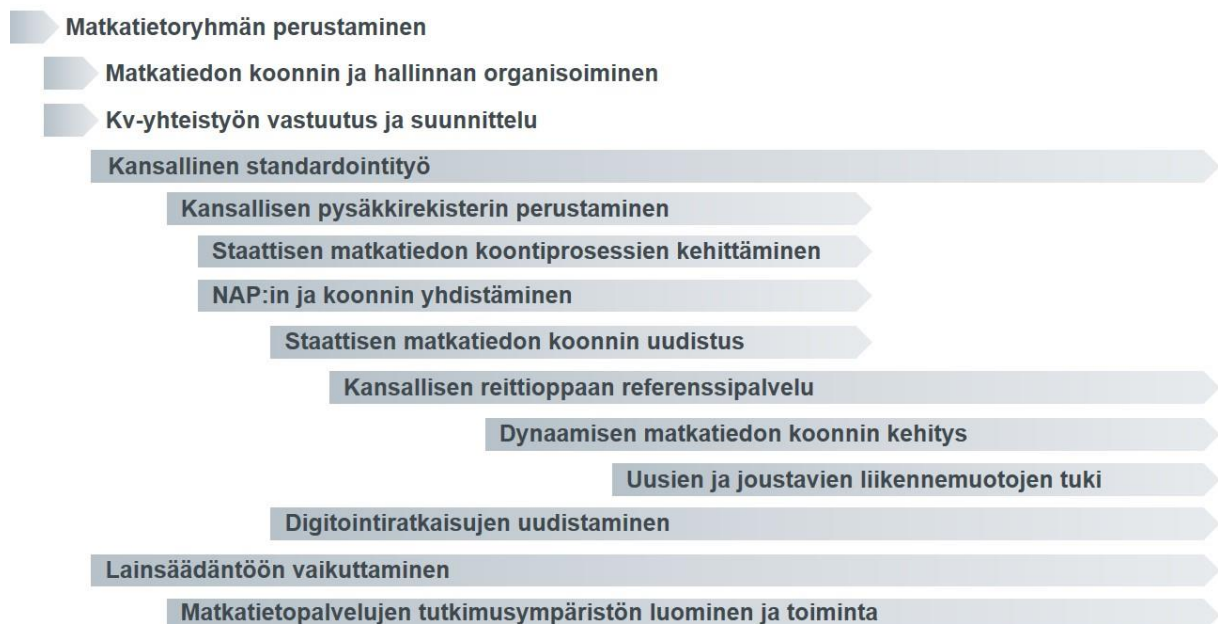 Matkatietoryhmän perustaminen
Matkatiedon koonnin ja hallinnan organisoiminen
Kv-yhteistyön vastuutus ja suunnittelu
Kansallinen standardointityö
Kansallisen pysäkkirekisterin perustaminen
Staattisen matkatiedon koontiprosessien kehittäminen
NAP:in ja koonnin yhdistäminen
Staattisen matkatiedon koonnin uudistus
Kansallisen reittioppaan referenssipalvelu
Dynaamisen matkatiedon koonnin kehitys
Uusien ja joustavien liikennemuotojen tuki
Digitointiratkaisujen uudistaminen
Lainsäädäntöön vaikuttaminen
Matkatietopalvelujen tutkimusympäristön luominen ja toiminta